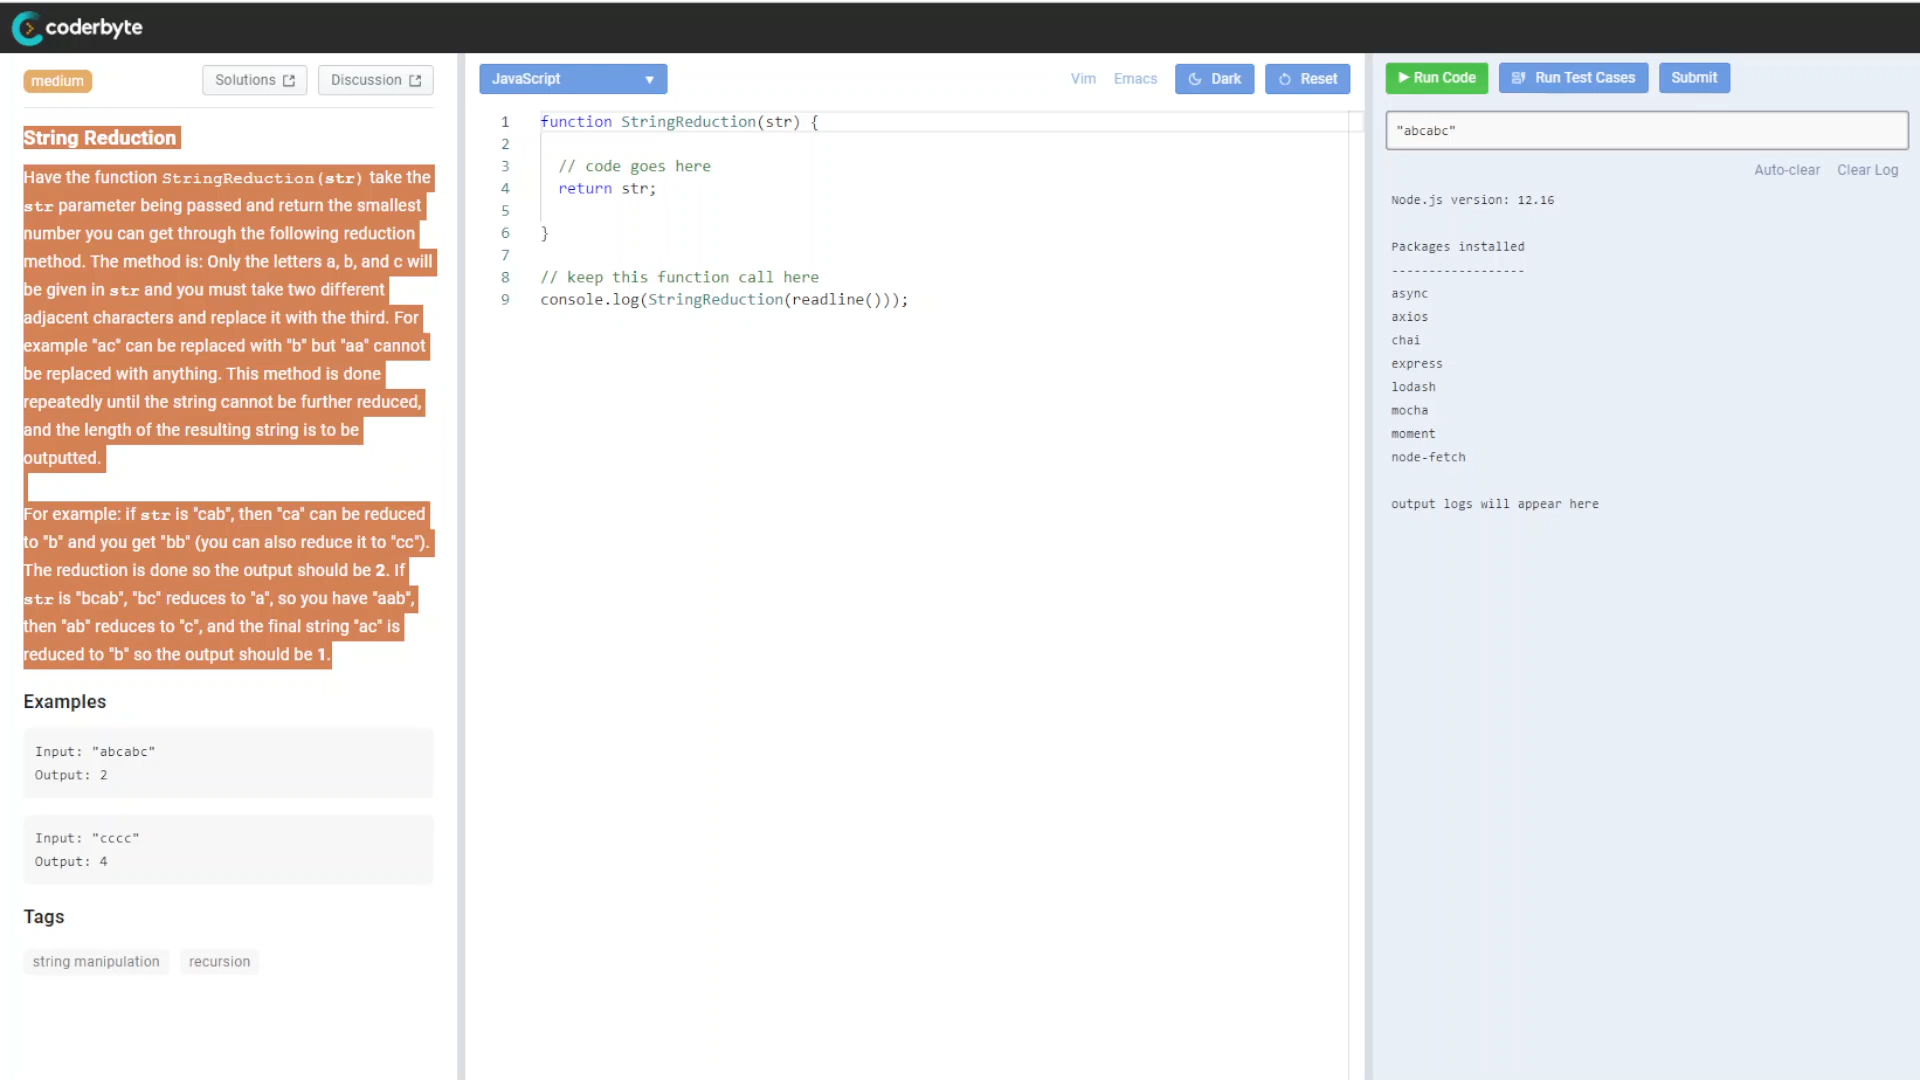 coderbyte
medium
Solutions
Discussion
String Reduction
Have the function StringReduction(str) take the
str parameter being passed and return the smallest
number you can get through the following reduction
method. The method is: Only the letters a, b, and c will
be given in str and you must take two different
adjacent characters and replace it with the third. For
example "ac" can be replaced with "b" but "aa" cannot
be replaced with anything. This method is done
repeatedly until the string cannot be further reduced,
and the length of the resulting string is to be
outputted.
For example: if str is "cab", then "ca" can be reduced
to "b" and you get "bb" (you can also reduce it to "cc").
The reduction is done so the output should be 2. If
str is "bcab", "bc" reduces to "a", so you have "aab",
then "ab" reduces to "c", and the final string "ac" is
reduced to "b" so the output should be 1.
Examples
Input: "abcabc"
Output: 2
Input: "cccc"
Output: 4
Tags
string manipulation
recursion
JavaScript
Vim
Emacs
Dark
Reset
1 function StringReduction(str) {
2
3 // code goes here
4 return str;
5
6 }
7
8 // keep this function call here
9 console.log(StringReduction(readline()));
Run Code
Run Test Cases
Submit
"abcabc"
Auto-clear
Clear Log
Node.js version: 12.16
Packages installed
------------------
async
axios
chai
express
lodash
mocha
moment
node-fetch
output logs will appear here